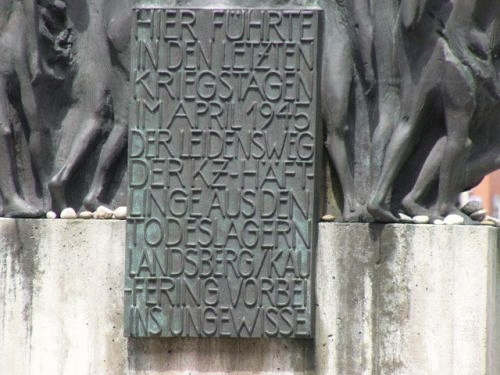 HIER FÜHRTE
IN DEN LETZTEN
KRIEGSTAGEN
IM APRIL 1945
DER LEIDENSWEG
DER KZ-HÄFT-
LINGE AUS DEN
TODESLAGERN
LANDSBERG/KAU-
FERING VORBEI
INS UNGEWISSE